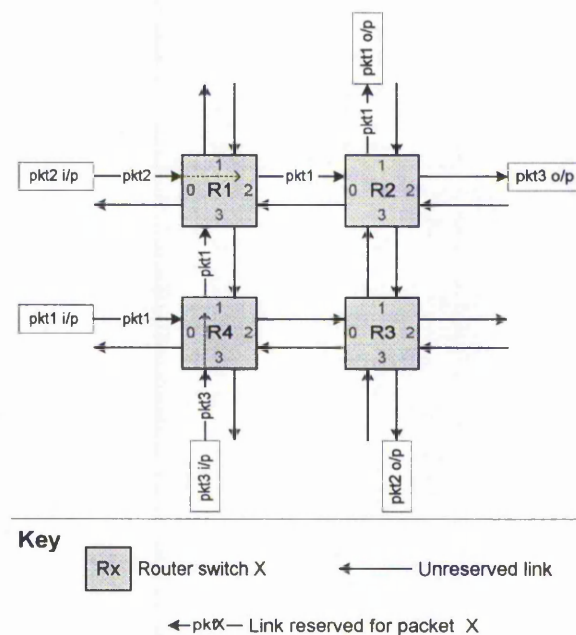 pkt1 o/p
pkt1
pkt2 i/p
pkt2
1
0 R1 2
3
pkt1
1
0 R2 2
3
pkt3 o/p
pkt1
pkt1 i/p
pkt1
1
0 R4 2
3
1
0 R3 2
3
pkt3
pkt3 i/p
pkt2 o/p
Key
Rx
Router switch X
Unreserved link
pktX
Link reserved for packet X